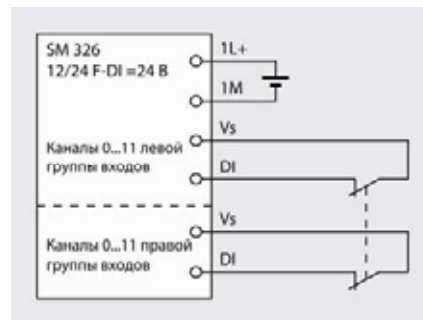 SM 326
12/24 F-DI =24 В
1L+
1M
Каналы 0...11 левой
группы входов
Vs
DI
Каналы 0...11 правой
группы входов
Vs
DI